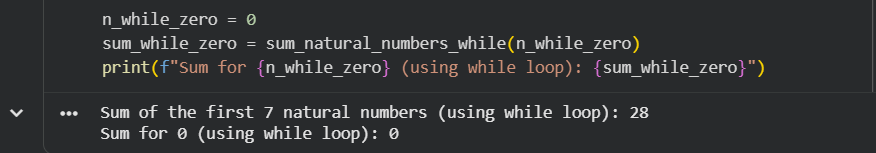 n_while_zero = 0
sum_while_zero = sum_natural_numbers_while(n_while_zero)
print(f"Sum for {n_while_zero} (using while loop): {sum_while_zero}")
Sum of the first 7 natural numbers (using while loop): 28
Sum for 0 (using while loop): 0